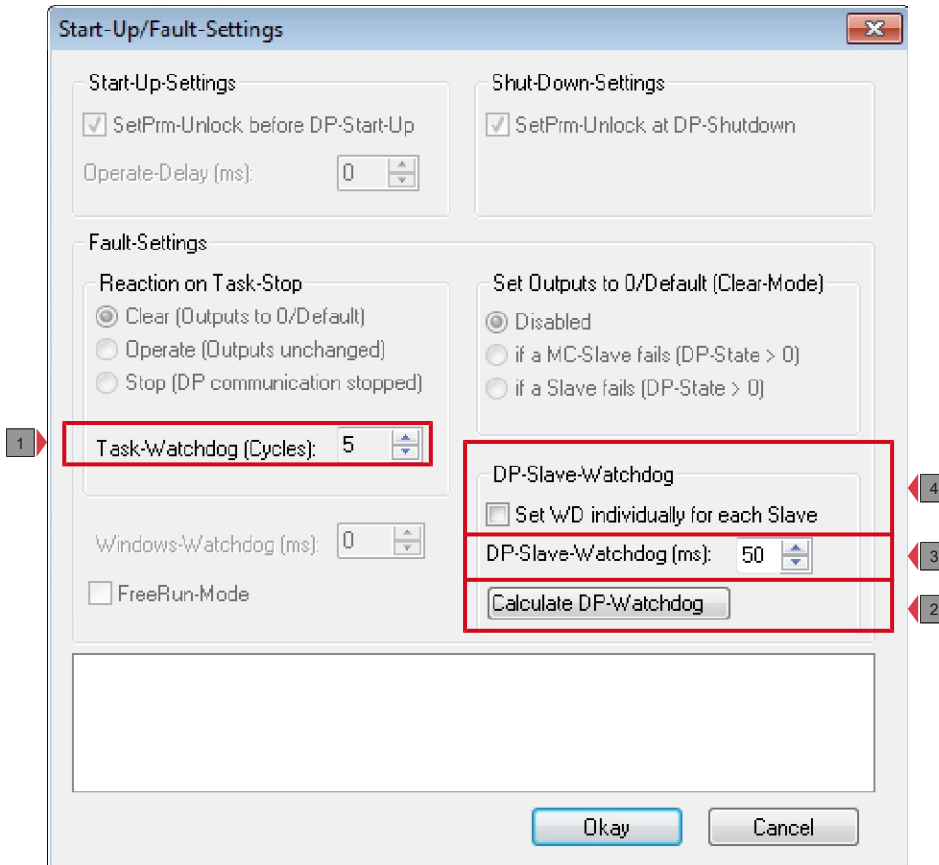 Start-Up/Fault-Settings
Start-Up-Settings
SetPrm-Unlock before DP-Start-Up
Operate-Delay (ms): 0
Shut-Down-Settings
SetPrm-Unlock at DP-Shutdown
Fault-Settings
Reaction on Task-Stop
Clear (Outputs to 0/Default)
Operate (Outputs unchanged)
Stop (DP communication stopped)
1
Task-Watchdog (Cycles): 5
Windows-Watchdog (ms): 0
FreeRun-Mode
Set Outputs to 0/Default (Clear-Mode)
Disabled
if a MC-Slave fails (DP-State > 0)
if a Slave fails (DP-State > 0)
DP-Slave-Watchdog
4
Set WD individually for each Slave
DP-Slave-Watchdog (ms): 50
3
Calculate DP-Watchdog
2
Okay
Cancel